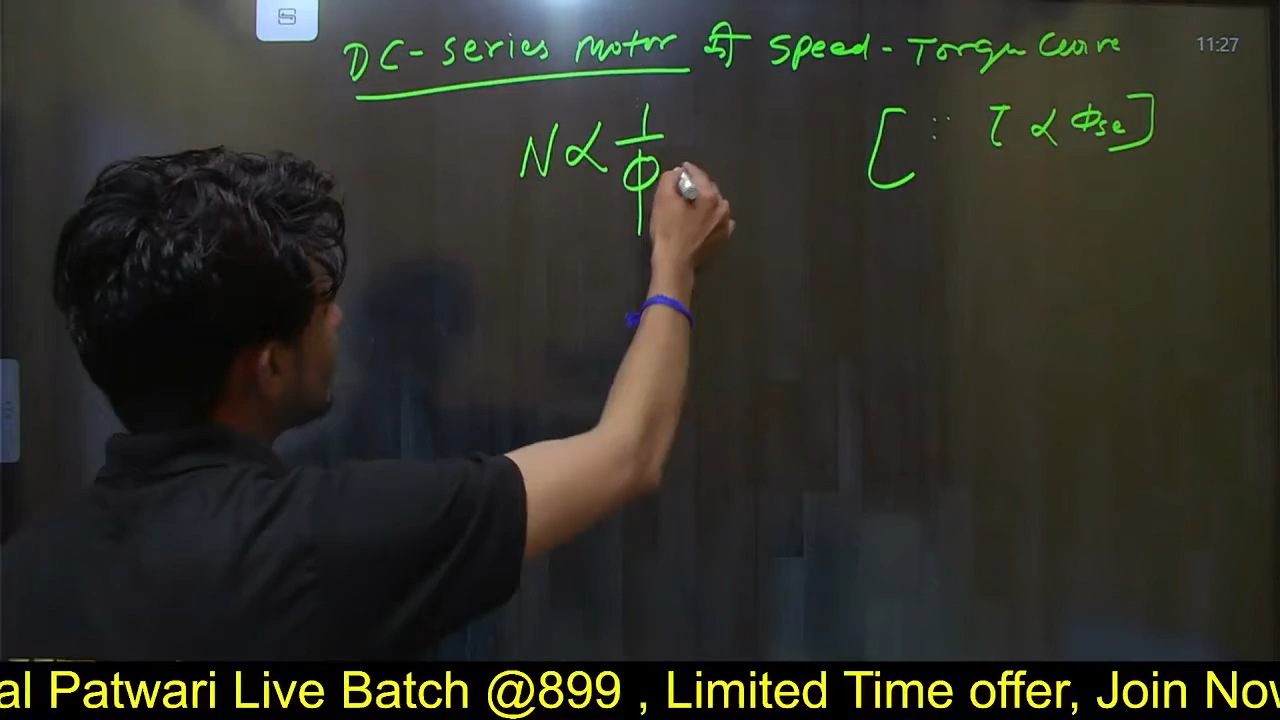 DC-series motor की speed-Torque Curve
11:27
N ∝ 1/Φ
[ ∵ τ ∝ Φse ]
al Patwari Live Batch @899 , Limited Time offer, Join Nov